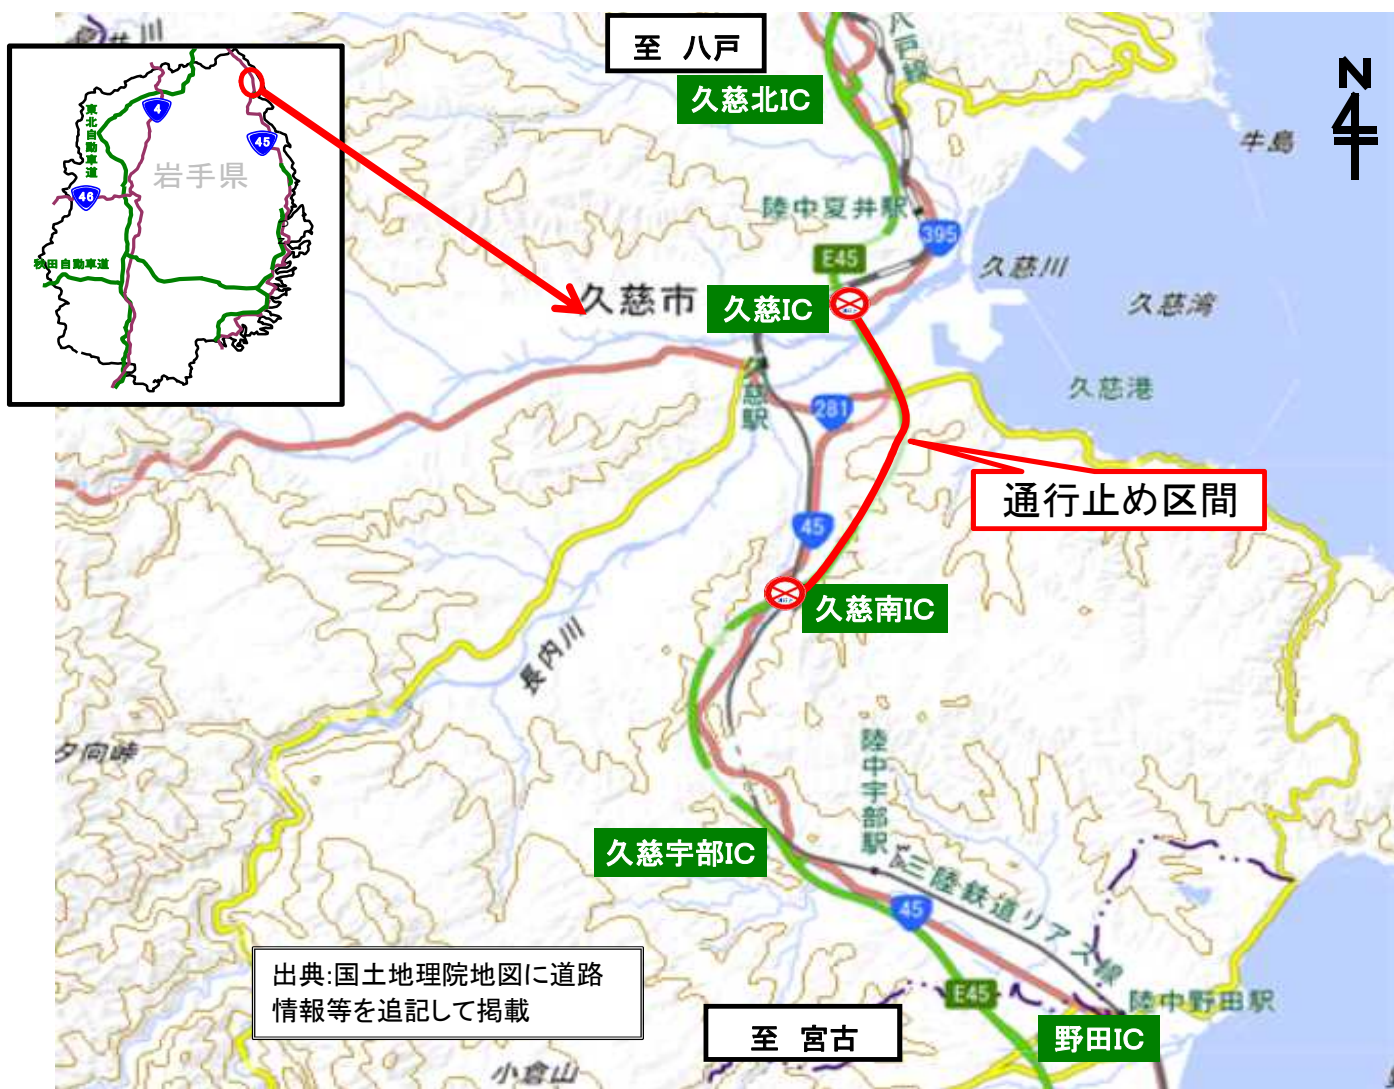 至 八戸
久慈北IC
八戸線
N
牛島
東北自動車道
4
45
岩手県
46
秋田自動車道
陸中夏井駅
395
E45
久慈川
久慈市
久慈IC
久慈湾
久慈駅
281
久慈港
通行止め区間
45
久慈南IC
長内川
夕向峠
陸中宇部駅
久慈宇部IC
三陸鉄道リアス線
45
出典:国土地理院地図に道路
情報等を追記して掲載
E45
陸中野田駅
至 宮古
野田IC
小倉山